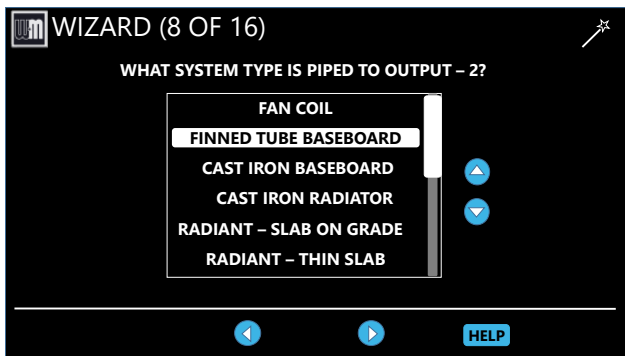 WM WIZARD (8 OF 16)
WHAT SYSTEM TYPE IS PIPED TO OUTPUT – 2?
FAN COIL
FINNED TUBE BASEBOARD
CAST IRON BASEBOARD
CAST IRON RADIATOR
RADIANT – SLAB ON GRADE
RADIANT – THIN SLAB
HELP